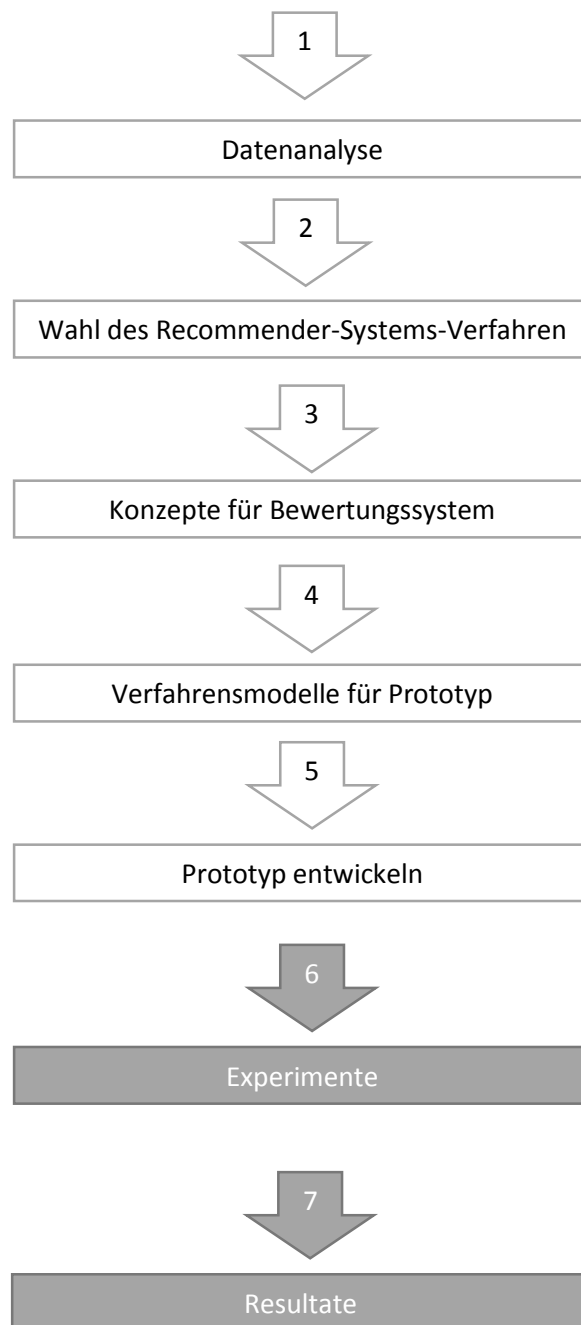 1
Datenanalyse
2
Wahl des Recommender-Systems-Verfahren
3
Konzepte für Bewertungssystem
4
Verfahrensmodelle für Prototyp
5
Prototyp entwickeln
6
Experimente
7
Resultate